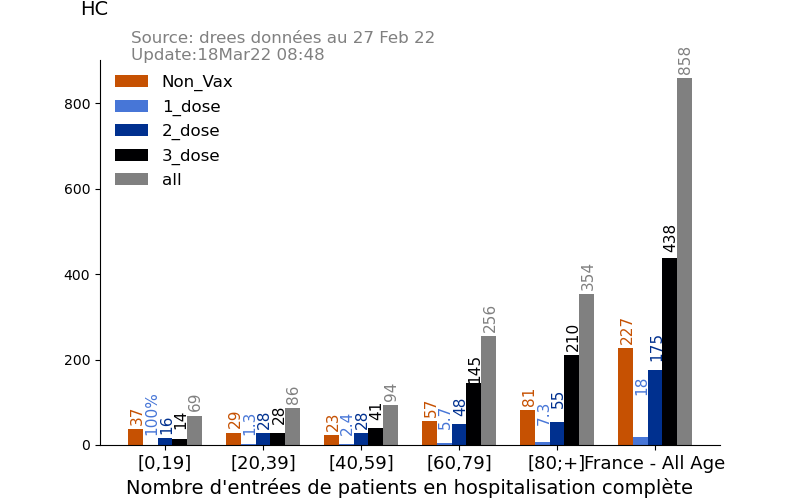 HC
Source: drees données au 27 Feb 22
Update:18Mar22 08:48
Non_Vax
1_dose
2_dose
3_dose
all
800
600
400
200
0
37 100% 16 14 69
29 1.3 28 28 86
23 2.4 28 41 94
57 5.7 48 145 256
81 7.3 55 210 354
227 18 175 438 858
[0,19] [20,39] [40,59] [60,79] [80;+] France - All Age
Nombre d'entrées de patients en hospitalisation complète